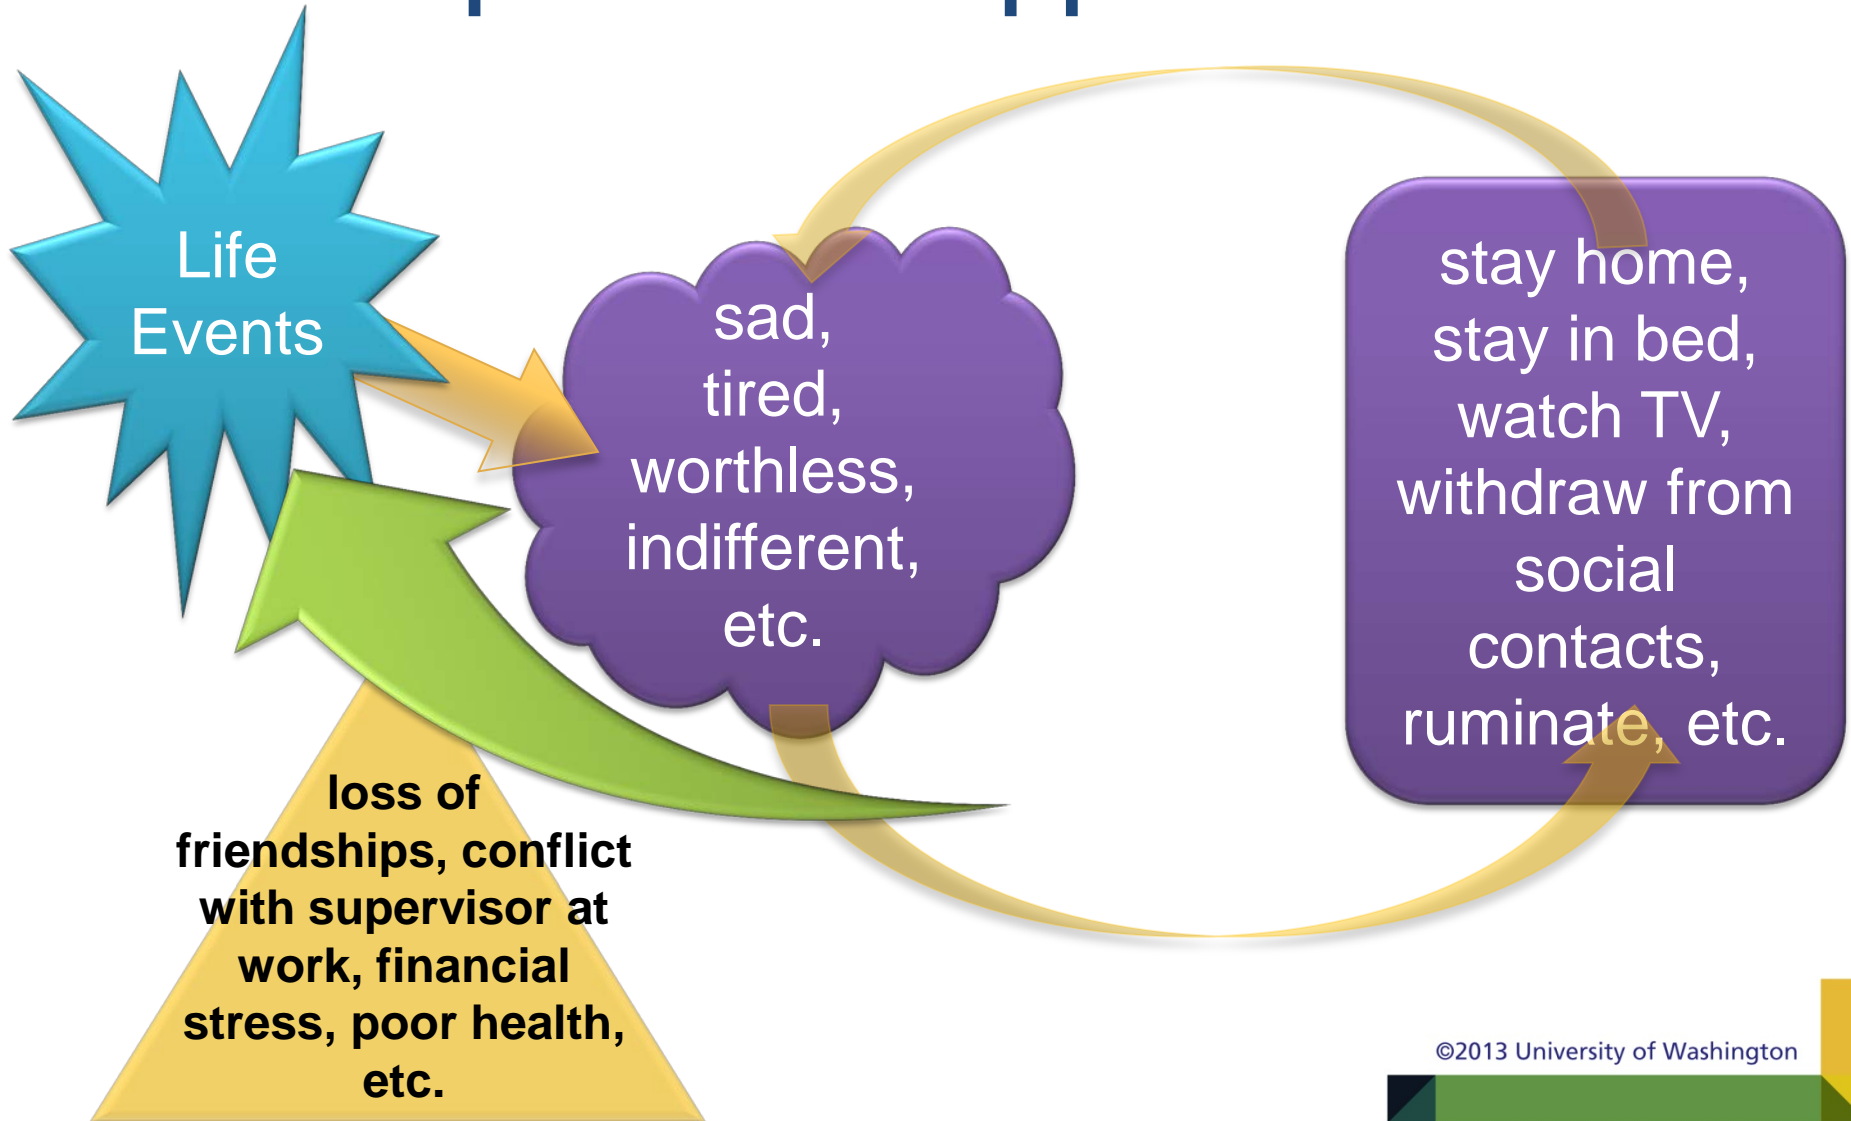 Life
Events
sad,
tired,
worthless,
indifferent,
etc.
stay home,
stay in bed,
watch TV,
withdraw from
social
contacts,
ruminate, etc.
loss of
friendships, conflict
with supervisor at
work, financial
stress, poor health,
etc.
©2013 University of Washington